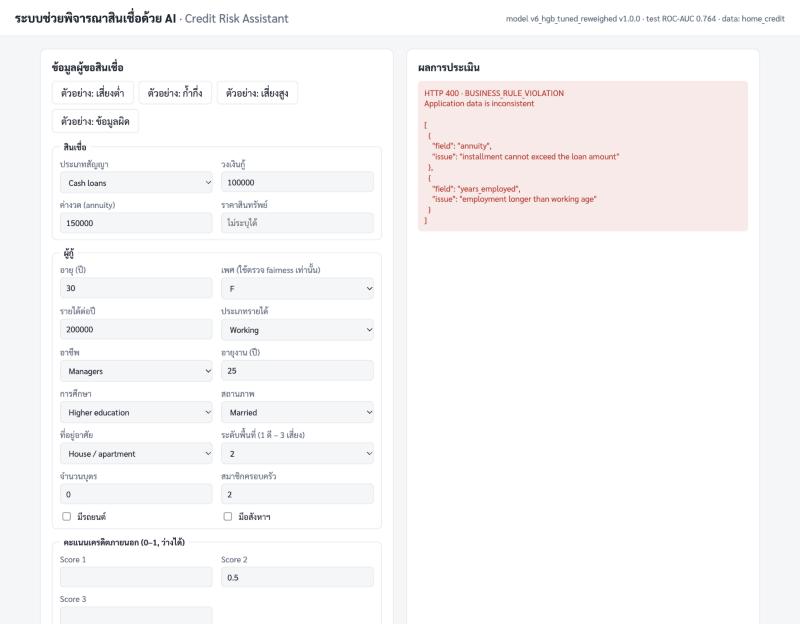 ระบบช่วยพิจารณาสินเชื่อด้วย AI · Credit Risk Assistant
model v6_hgb_tuned_reweighed v1.0.0 · test ROC-AUC 0.764 · data: home_credit
ข้อมูลผู้ขอสินเชื่อ
ตัวอย่าง: เสี่ยงต่ำ ตัวอย่าง: ก้ำกึ่ง ตัวอย่าง: เสี่ยงสูง
ตัวอย่าง: ข้อมูลผิด
สินเชื่อ
ประเภทสัญญา วงเงินกู้
Cash loans 100000
ค่างวด (annuity) ราคาสินทรัพย์
150000 ไม่ระบุได้
ผู้กู้
อายุ (ปี) เพศ (ใช้ตรวจ fairness เท่านั้น)
30 F
รายได้ต่อปี ประเภทรายได้
200000 Working
อาชีพ อายุงาน (ปี)
Managers 25
การศึกษา สถานภาพ
Higher education Married
ที่อยู่อาศัย ระดับพื้นที่ (1 ดี – 3 เสี่ยง)
House / apartment 2
จำนวนบุตร สมาชิกครอบครัว
0 2
มีรถยนต์ มีอสังหาฯ
คะแนนเครดิตภายนอก (0–1, ว่างได้)
Score 1 Score 2
0.5
Score 3
ผลการประเมิน
HTTP 400 · BUSINESS_RULE_VIOLATION
Application data is inconsistent
[
{
"field": "annuity",
"issue": "installment cannot exceed the loan amount"
},
{
"field": "years_employed",
"issue": "employment longer than working age"
}
]